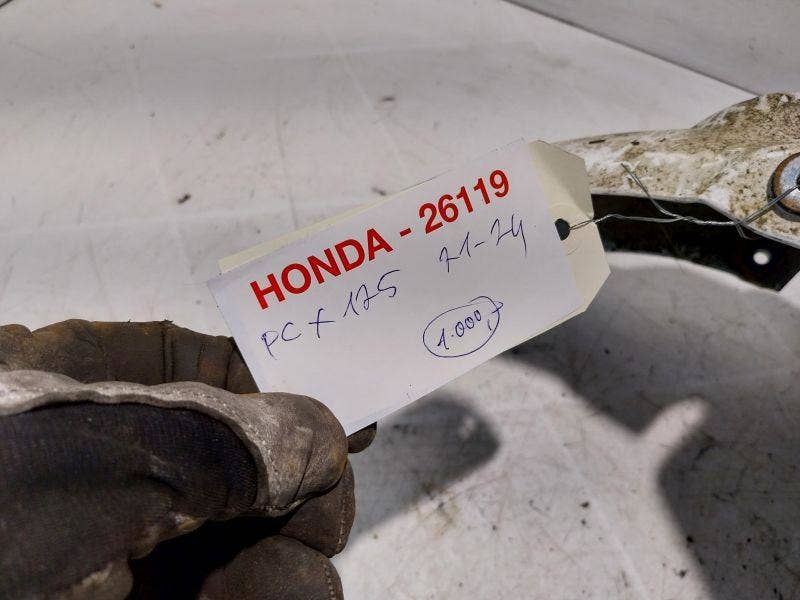 HONDA - 26119
PCX 125 21-24
1.000,-